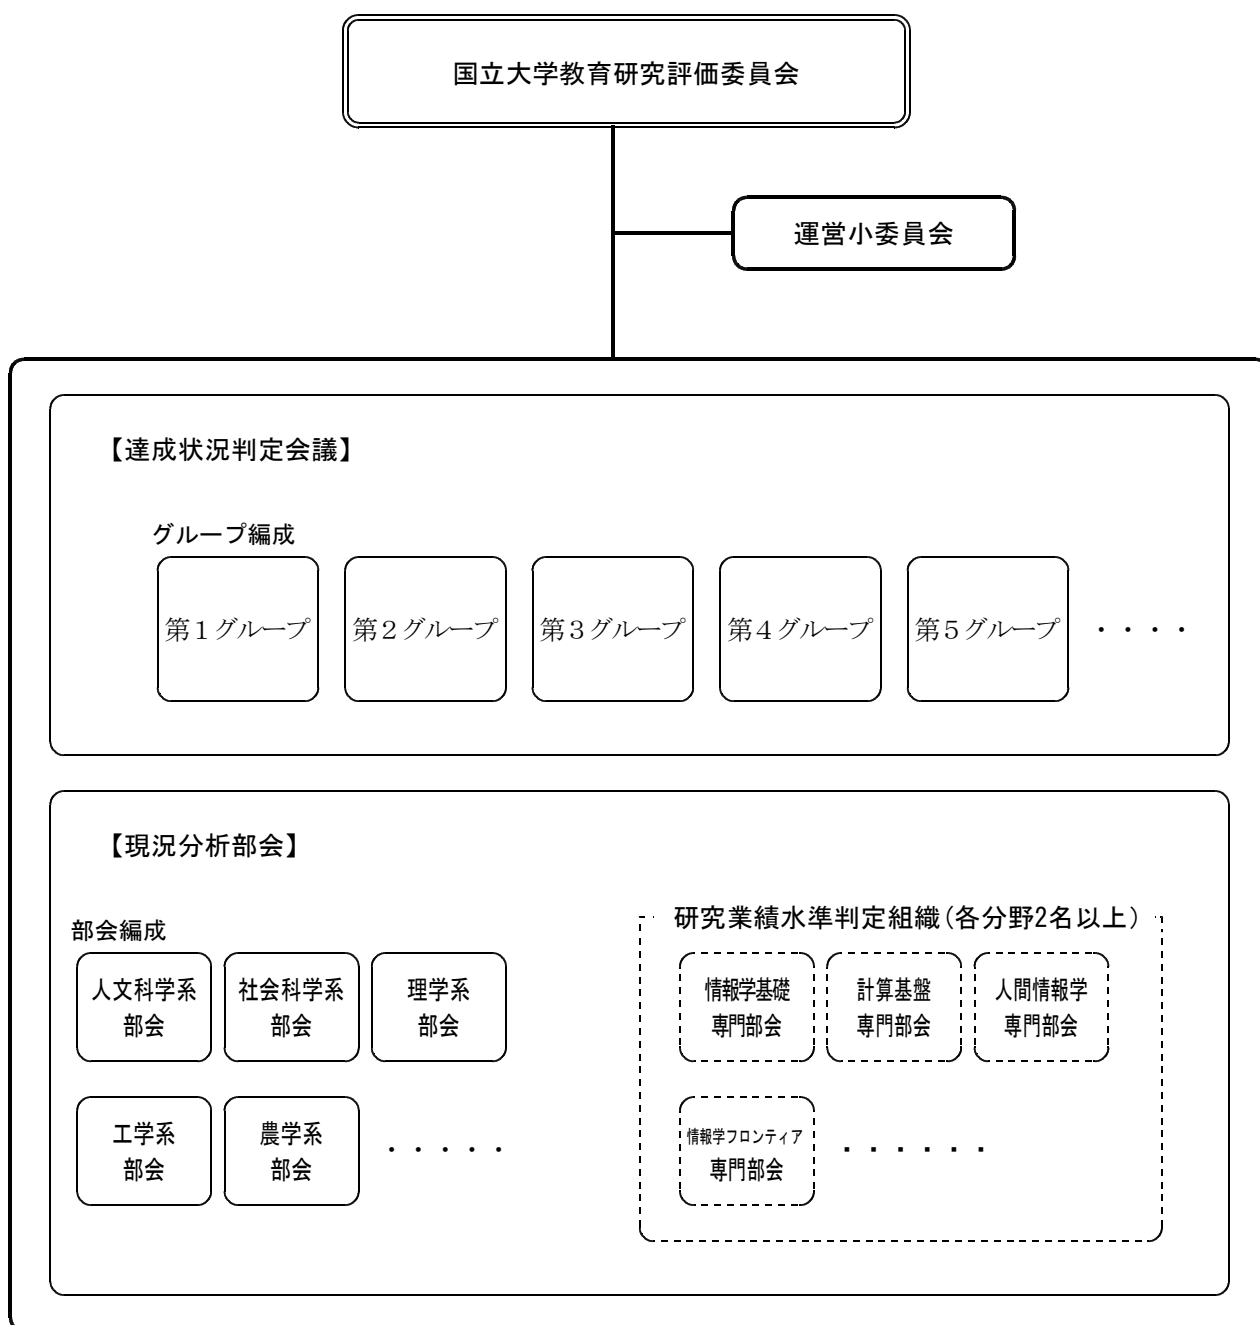 国立大学教育研究評価委員会
運営小委員会
【達成状況判定会議】
グループ編成
第１グループ
第２グループ
第３グループ
第４グループ
第５グループ
・・・・
【現況分析部会】
部会編成
人文科学系
部会
社会科学系
部会
理学系
部会
工学系
部会
農学系
部会
・・・・・
研究業績水準判定組織（各分野2名以上）
情報学基礎
専門部会
計算基盤
専門部会
人間情報学
専門部会
情報学フロンティア
専門部会
・・・・・・